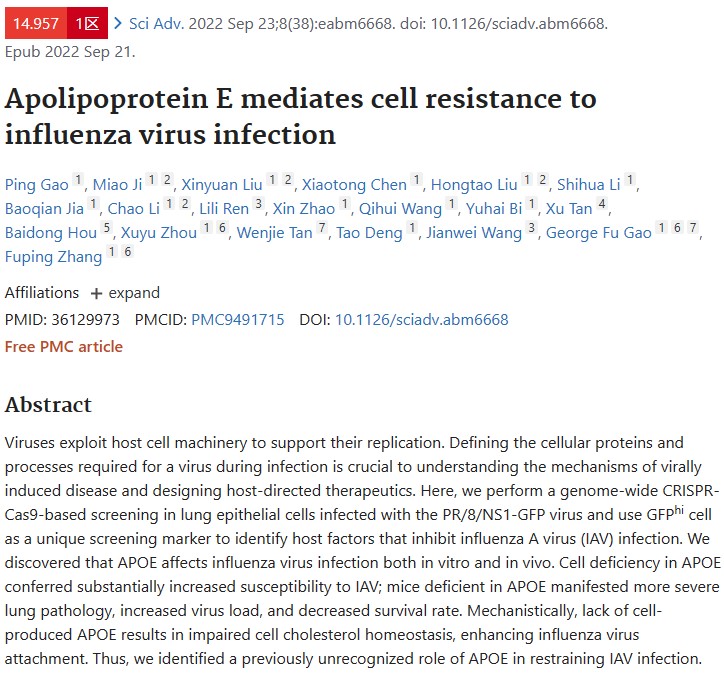 14.957 1区 Sci Adv. 2022 Sep 23;8(38):eabm6668. doi: 10.1126/sciadv.abm6668.
Epub 2022 Sep 21.
Apolipoprotein E mediates cell resistance to
influenza virus infection
Ping Gao 1, Miao Ji 1 2, Xinyuan Liu 1 2, Xiaotong Chen 1, Hongtao Liu 1 2, Shihua Li 1,
Baoqian Jia 1, Chao Li 1 2, Lili Ren 3, Xin Zhao 1, Qihui Wang 1, Yuhai Bi 1, Xu Tan 4,
Baidong Hou 5, Xuyu Zhou 1 6, Wenjie Tan 7, Tao Deng 1, Jianwei Wang 3, George Fu Gao 1 6 7,
Fuping Zhang 1 6
Affiliations + expand
PMID: 36129973 PMCID: PMC9491715 DOI: 10.1126/sciadv.abm6668
Free PMC article
Abstract
Viruses exploit host cell machinery to support their replication. Defining the cellular proteins and
processes required for a virus during infection is crucial to understanding the mechanisms of virally
induced disease and designing host-directed therapeutics. Here, we perform a genome-wide CRISPR-
Cas9-based screening in lung epithelial cells infected with the PR/8/NS1-GFP virus and use GFPhi cell
as a unique screening marker to identify host factors that inhibit influenza A virus (IAV) infection. We
discovered that APOE affects influenza virus infection both in vitro and in vivo. Cell deficiency in APOE
conferred substantially increased susceptibility to IAV; mice deficient in APOE manifested more severe
lung pathology, increased virus load, and decreased survival rate. Mechanistically, lack of cell-
produced APOE results in impaired cell cholesterol homeostasis, enhancing influenza virus
attachment. Thus, we identified a previously unrecognized role of APOE in restraining IAV infection.